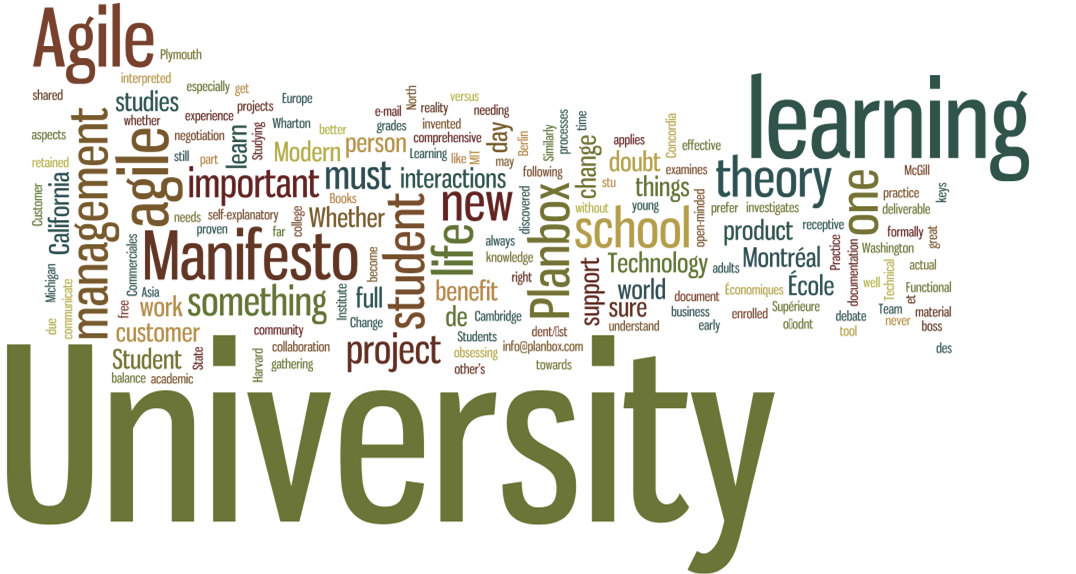 Agile
Plymouth
interpreted
especially
get
shared
studies
projects
Europe
North
versus
whether
experience
e-mail
reality
needing
learning
aspects
management
agile
negotiation
learn
Studying
Wharton
better
grades
invented
comprehensive
day
Berlin
Similarly
processes
time
applies
Concordia
effective
retained
still
part
Modern
person
Learning
like
MIT
may
change
doubt
examines
Customer
California
important
must
interactions
following
stu
things
theory
one
McGill
practice
keys
Books
new
discovered
Planbox
without
young
open-minded
prefer
investigates
deliverable
needs
self-explanatory
college
Whether
student
life
school
product
receptive
formally
great
proven
far
Manifesto
always
knowledge
Technology
Montréal
Practice
documentation
Washington
Michigan
communicate
Commerciales
become
right
support
adults
well
Technical
actual
Asia
something
Institute
full
benefit
world
document
Économiques
École
Functional
due
free
work
Change
de
Cambridge
sure
business
enrolled
Supérieure
Team
et
material
customer
community
Students
understand
early
debate
never
boss
tool
Student
State
Harvard
collaboration
project
obsessing
info@planbox.com
des
balance
academic
gathering
other's
towards
University